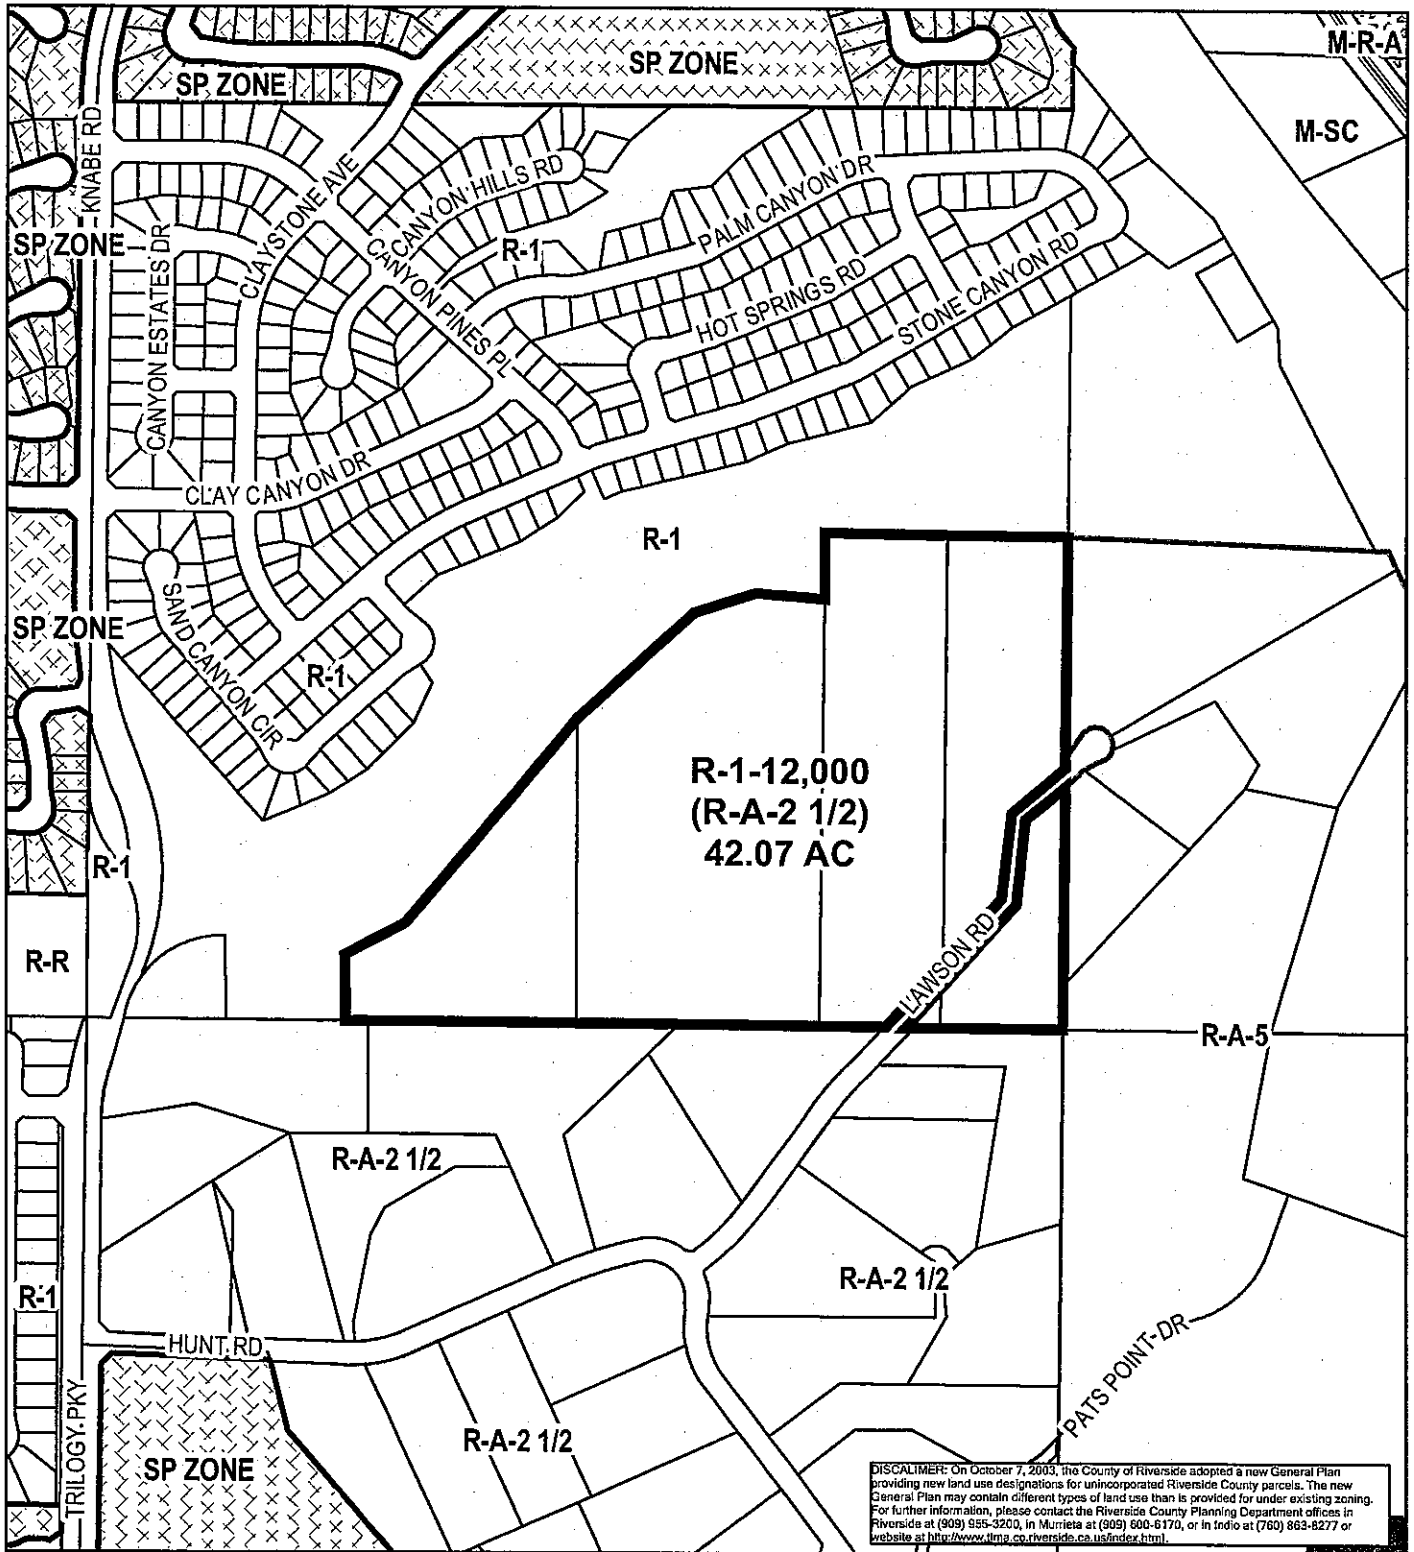 M-R-A
SP ZONE
SP ZONE
M-SC
KNABE RD
CANYON HILLS RD
PALM CANYON DR
CLAYSTONE AVE
SP ZONE
CANYON ESTATES DR
R-1
CANYON PINES PL
HOT SPRINGS RD
STONE CANYON RD
CLAY CANYON DR
R-1
SAND CANYON CIR
SP ZONE
R-1
R-1-12,000
(R-A-2 1/2)
42.07 AC
R-1
LAWSON RD
R-R
R-A-5
R-A-2 1/2
R-A-2 1/2
R-1
HUNT RD
PATS POINT DR
TRILOGY PKY
R-A-2 1/2
SP ZONE
DISCALIMER: On October 7, 2003, the County of Riverside adopted a new General Plan
providing new land use designations for unincorporated Riverside County parcels. The new
General Plan may contain different types of land use than is provided for under existing zoning.
For further information, please contact the Riverside County Planning Department offices in
Riverside at (909) 955-3200, in Murrieta at (909) 600-6170, or in Indio at (760) 863-8277 or
website at http://www.tlma.co.riverside.ca.us/index.html.